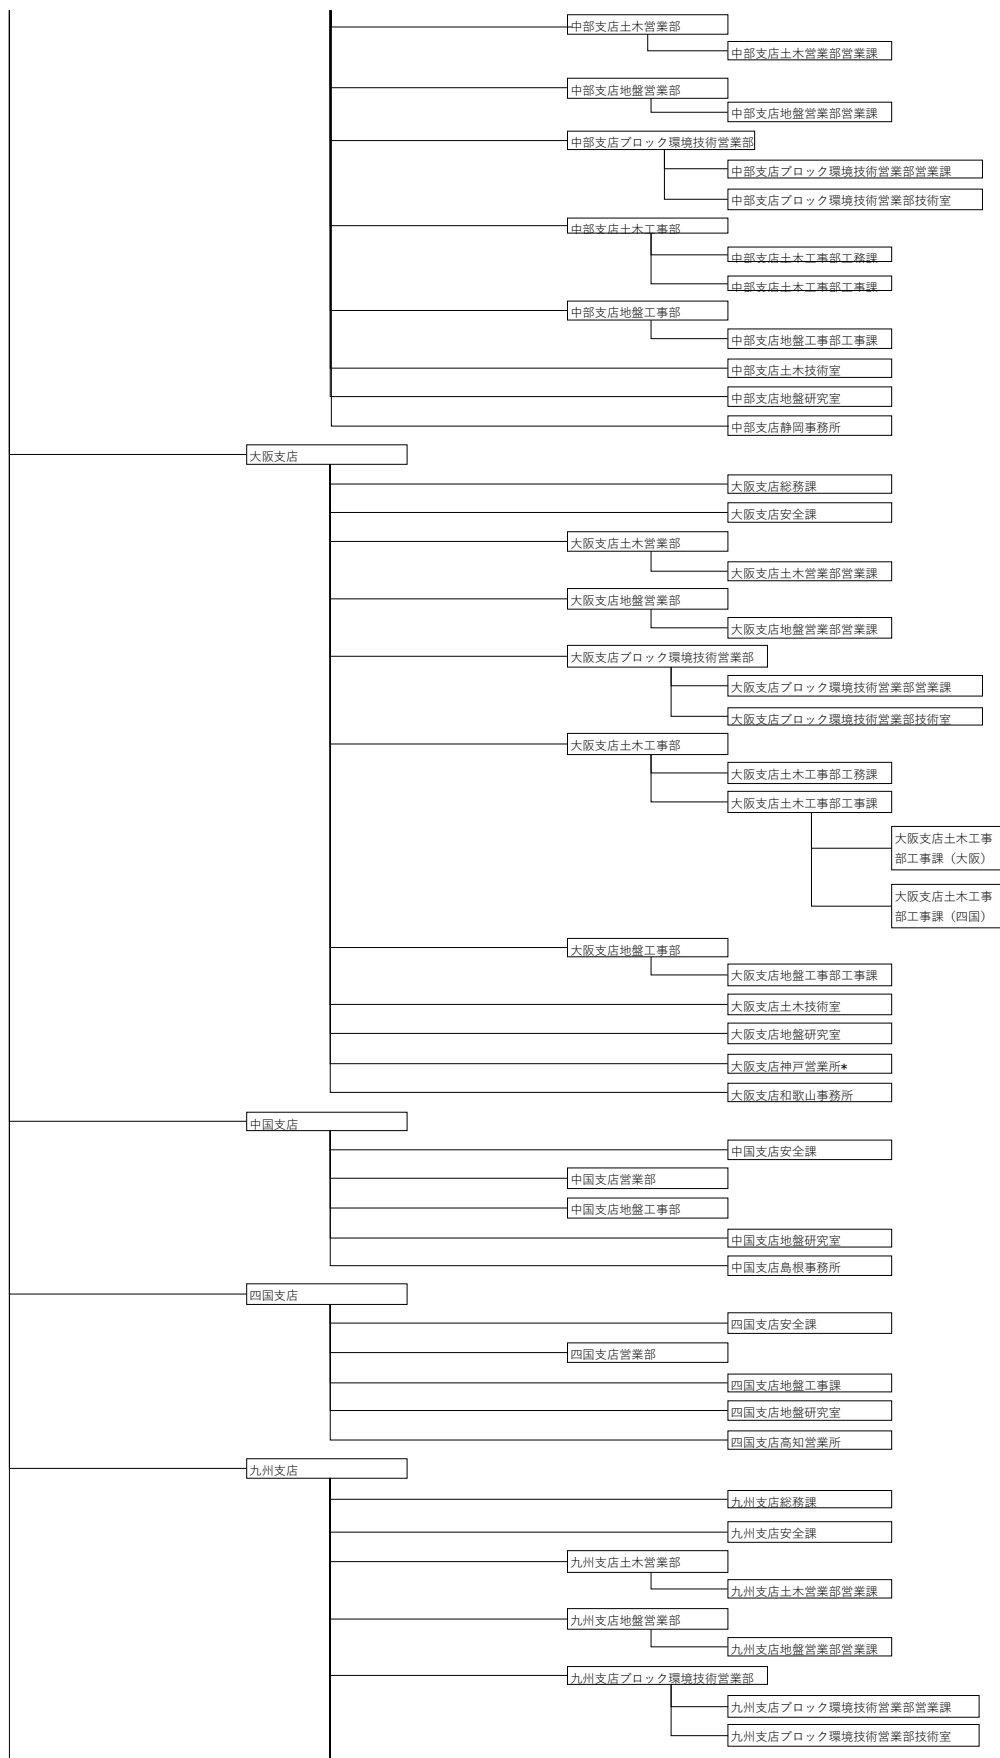 中部支店土木営業部
中部支店土木営業部営業課
中部支店地盤営業部
中部支店地盤営業部営業課
中部支店ブロック環境技術営業部
中部支店ブロック環境技術営業部営業課
中部支店ブロック環境技術営業部技術室
中部支店土木工事部
中部支店土木工事部工務課
中部支店土木工事部工事課
中部支店地盤工事部
中部支店地盤工事部工事課
中部支店土木技術室
中部支店地盤研究室
中部支店静岡事務所
大阪支店
大阪支店総務課
大阪支店安全課
大阪支店土木営業部
大阪支店土木営業部営業課
大阪支店地盤営業部
大阪支店地盤営業部営業課
大阪支店ブロック環境技術営業部
大阪支店ブロック環境技術営業部営業課
大阪支店ブロック環境技術営業部技術室
大阪支店土木工事部
大阪支店土木工事部工務課
大阪支店土木工事部工事課
大阪支店土木工事
部工事課（大阪）
大阪支店土木工事
部工事課（四国）
大阪支店地盤工事部
大阪支店地盤工事部工事課
大阪支店土木技術室
大阪支店地盤研究室
大阪支店神戸営業所*
大阪支店和歌山事務所
中国支店
中国支店安全課
中国支店営業部
中国支店地盤工事部
中国支店地盤研究室
中国支店島根事務所
四国支店
四国支店安全課
四国支店営業部
四国支店地盤工事課
四国支店地盤研究室
四国支店高知営業所
九州支店
九州支店総務課
九州支店安全課
九州支店土木営業部
九州支店土木営業部営業課
九州支店地盤営業部
九州支店地盤営業部営業課
九州支店ブロック環境技術営業部
九州支店ブロック環境技術営業部営業課
九州支店ブロック環境技術営業部技術室